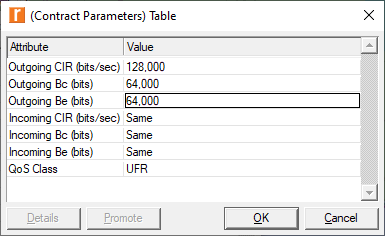 (Contract Parameters) Table
Attribute Value
Outgoing CIR (bits/sec) 128,000
Outgoing Bc (bits) 64,000
Outgoing Be (bits) 64,000
Incoming CIR (bits/sec) Same
Incoming Bc (bits) Same
Incoming Be (bits) Same
QoS Class UFR
Details Promote OK Cancel